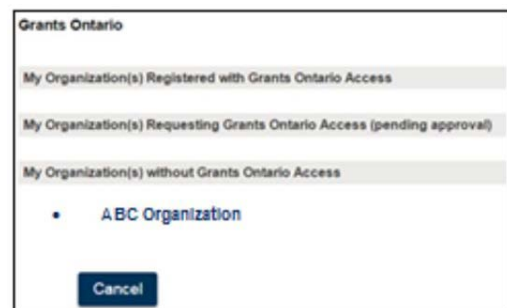 Grants Ontario
My Organization(s) Registered with Grants Ontario Access
My Organization(s) Requesting Grants Ontario Access (pending approval)
My Organization(s) without Grants Ontario Access
• ABC Organization
Cancel